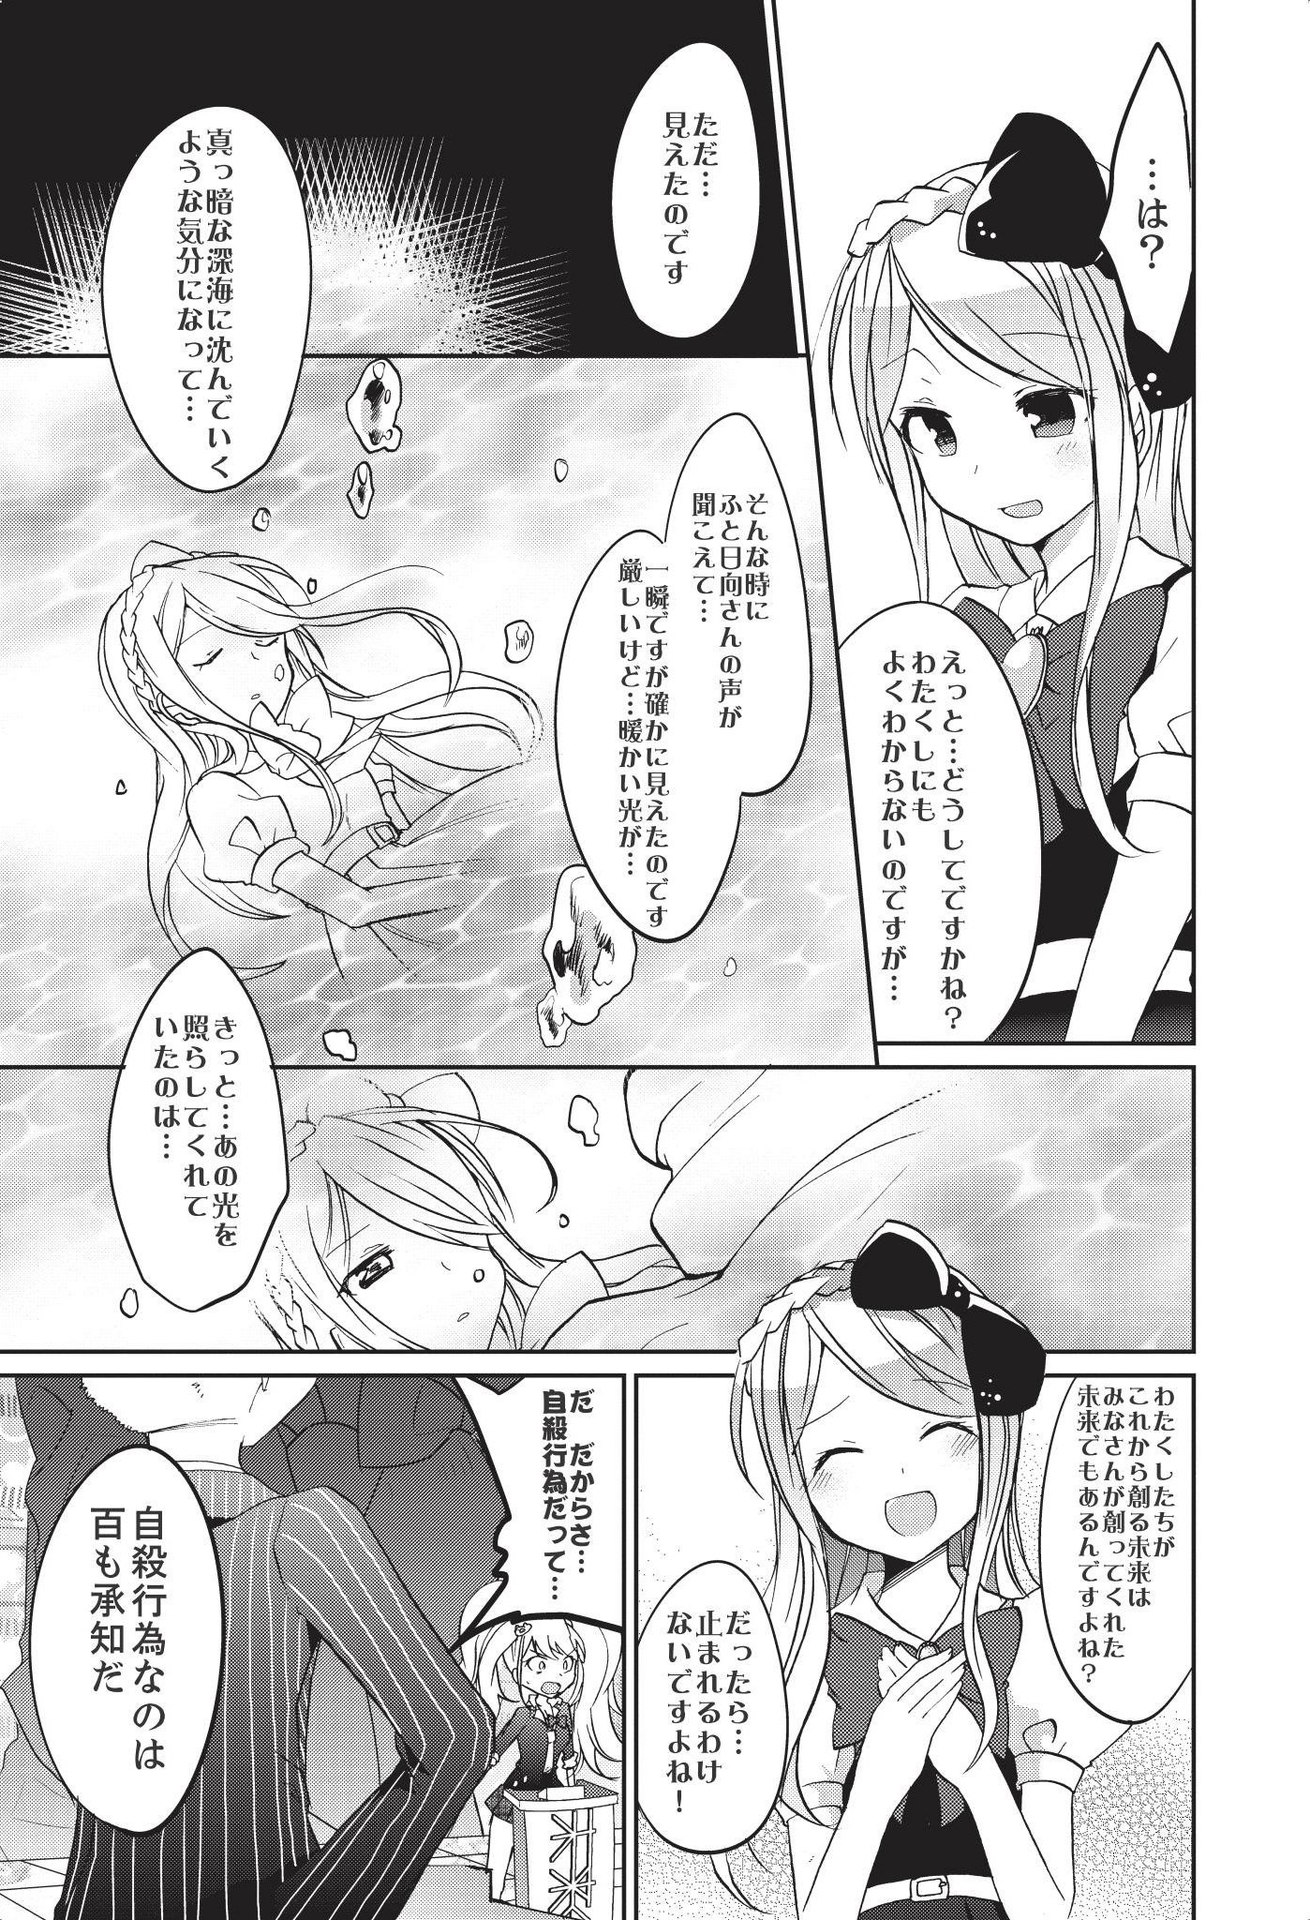 …は？
えっと…どうしてですかね？
わたくしにも
よくわからないのですが…
ただ…
見えたのです
真っ暗な深海に沈んでいく
ような気分になって…
そんな時に
ふと日向さんの声が
聞こえて…
一瞬ですが確かに見えたのです
厳しいけど…暖かい光が…
きっと…あの光を
照らしてくれて
いたのは…
わたくしたちが
これから創る未来は
みなさんが創ってくれた
未来でもあるんですよね？
だったら…
止まれるわけ
ないですよね！
だ だからさ…
自殺行為だって…
自殺行為なのは
百も承知だ